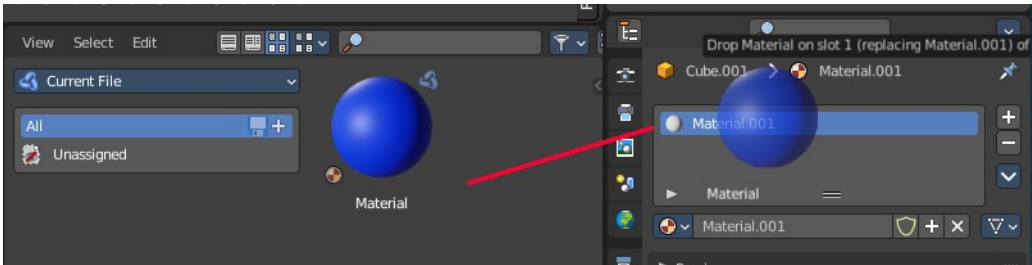 View Select Edit
Current File
All
Unassigned
Material
Drop Material on slot 1 (replacing Material.001) of
Cube.001 Material.001
Material.001
Material
Material.001